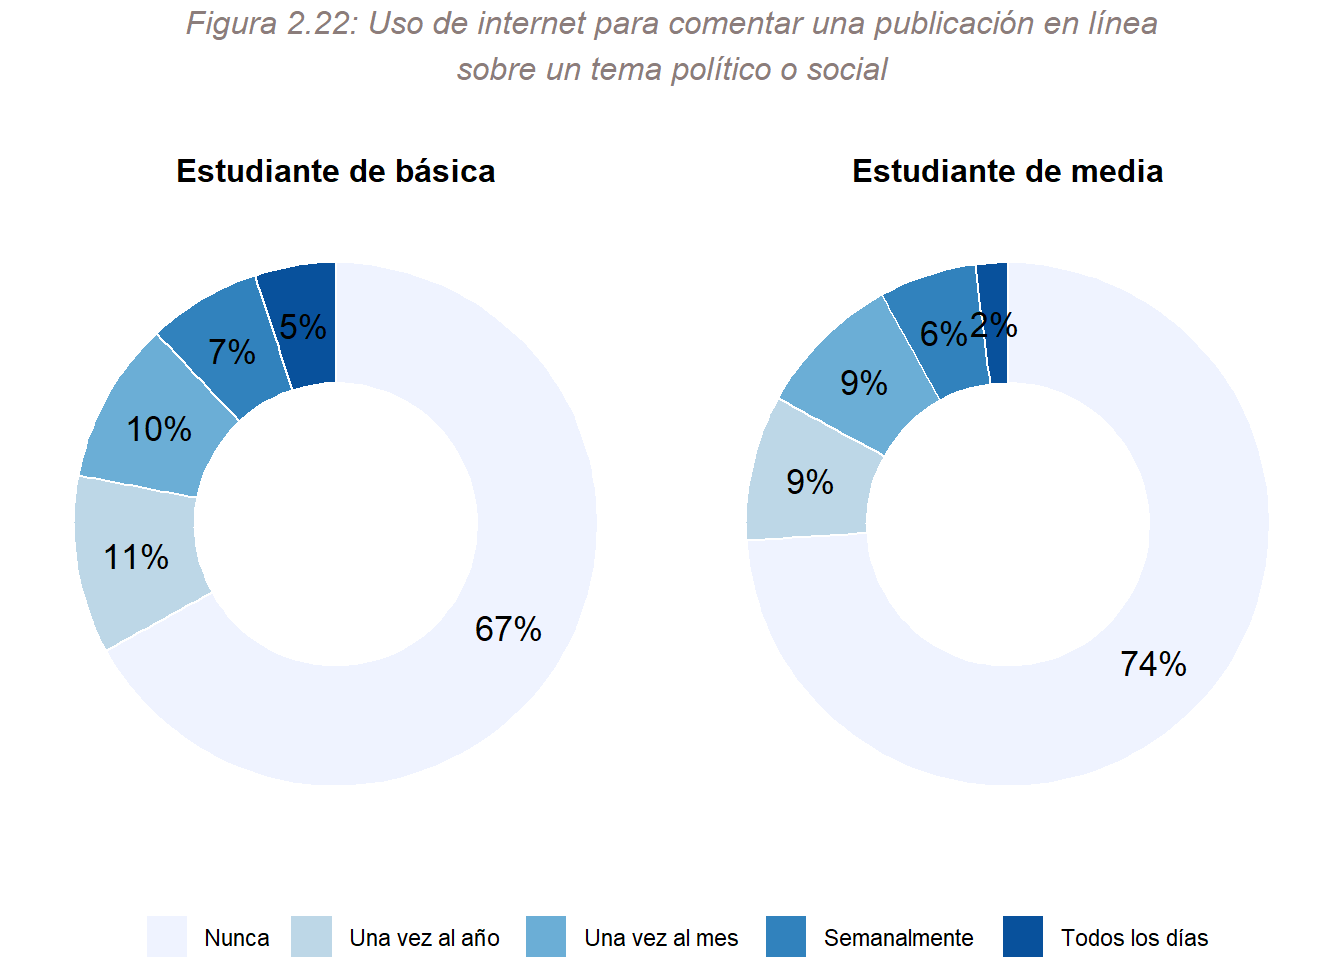 Figura 2.22: Uso de internet para comentar una publicación en línea
sobre un tema político o social
Estudiante de básica
Estudiante de media
5%
7%
10%
11%
67%
2%
6%
9%
9%
74%
Nunca
Una vez al año
Una vez al mes
Semanalmente
Todos los días